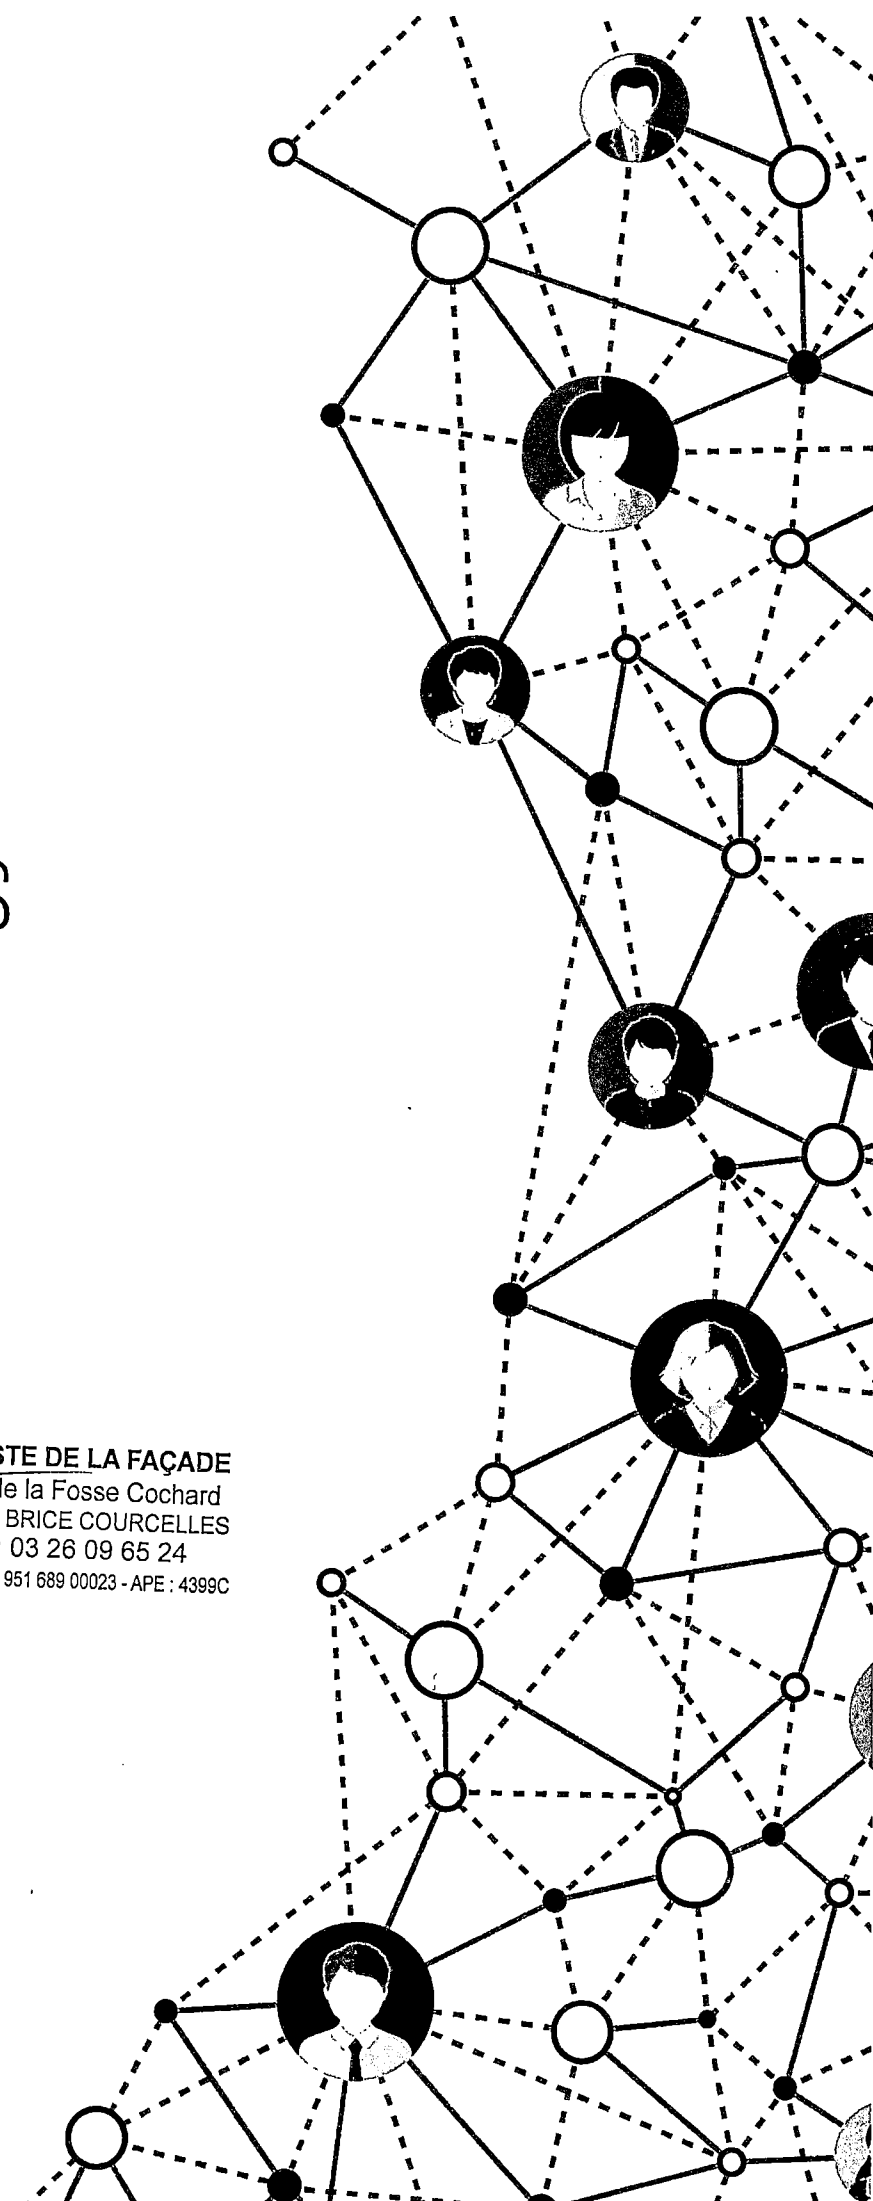 STE DE LA FAÇADE
de la Fosse Cochard
BRICE COURCELLES
03 26 09 65 24
951 689 00023 - APE : 4399C